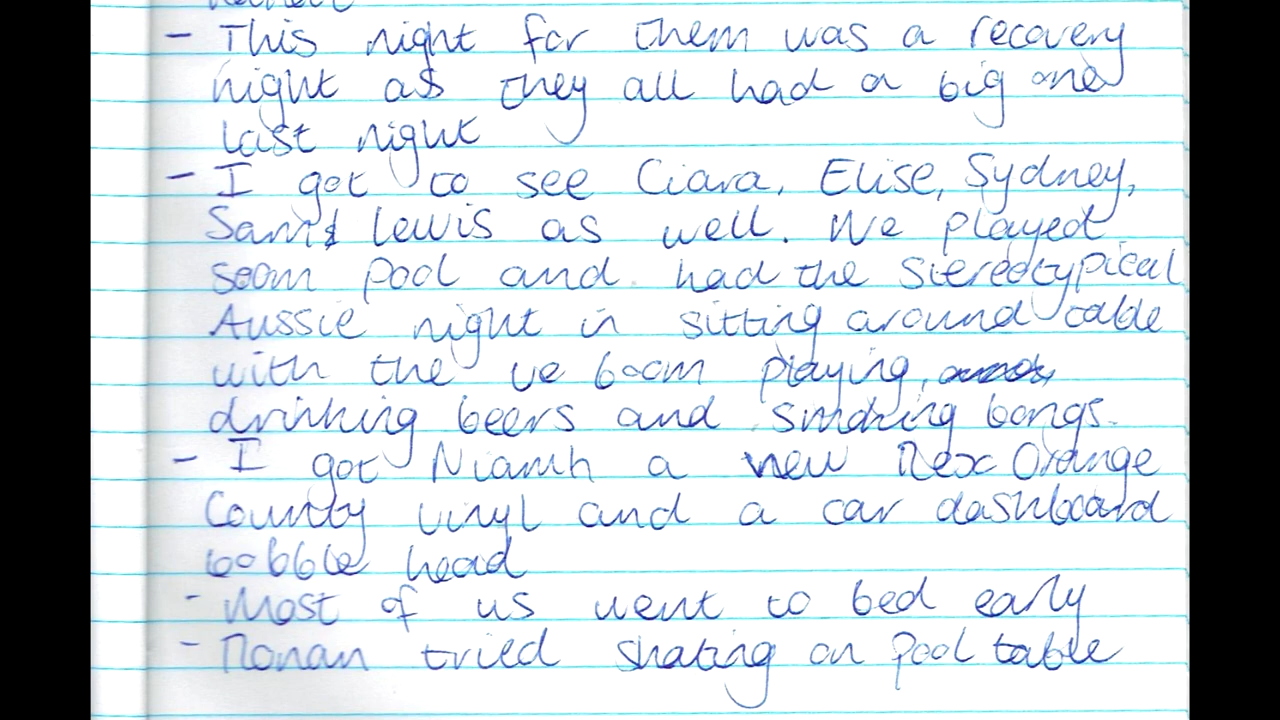 - This night for them was a recovery
night as they all had a big one
last night
- I got to see Ciara, Elise, Sydney,
Sam & Lewis as well. We played
soom pool and had the stereotypical
Aussie night in sitting around table
with the ue boom playing,
drinking beers and smoking bongs.
- I got Niamh a new Rex Orange
County vinyl and a car dashboard
bobble head
- Most of us went to bed early
- Ronan tried skating on pool table